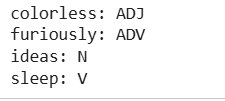 colorless: ADJ
furiously: ADV
ideas: N
sleep: V